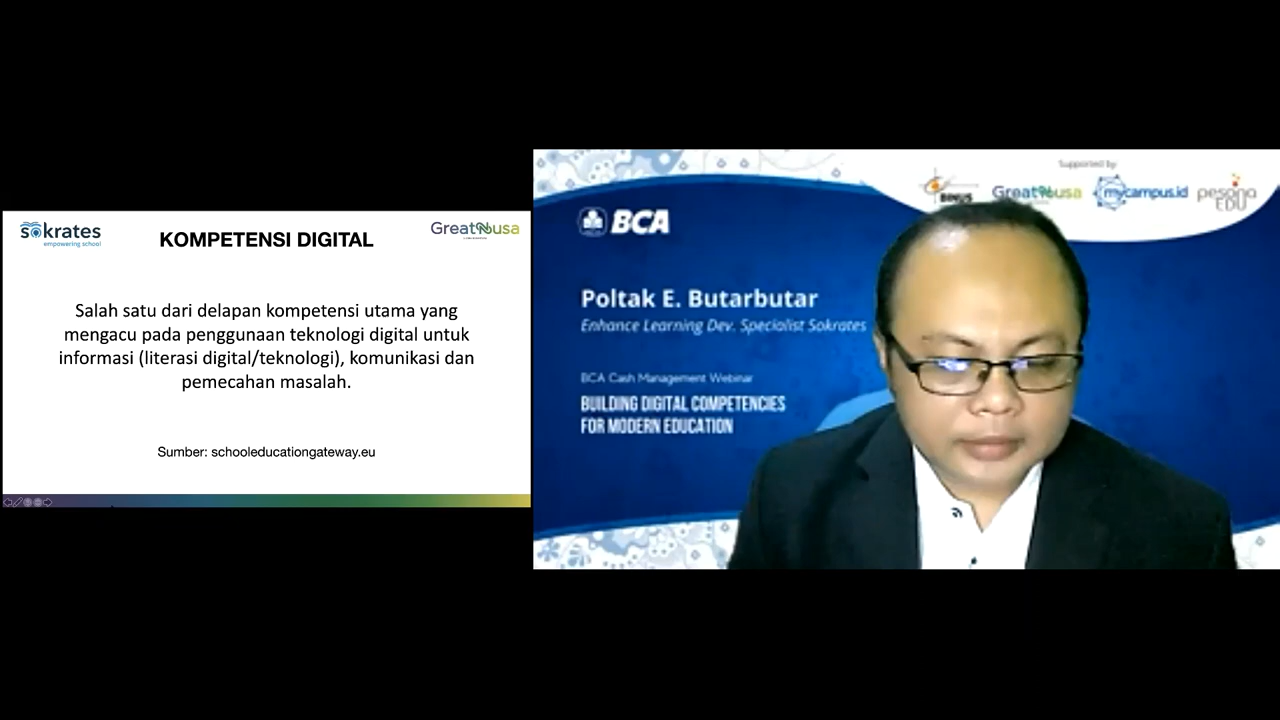 sokrates
empowering school
KOMPETENSI DIGITAL
GreatNusa
Salah satu dari delapan kompetensi utama yang
mengacu pada penggunaan teknologi digital untuk
informasi (literasi digital/teknologi), komunikasi dan
pemecahan masalah.
Sumber: schooleducationgateway.eu
Supported by
BINUS
GreatNusa
mycampus.id
pesona
EDU
BCA
Poltak E. Butarbutar
Enhance Learning Dev. Specialist Sokrates
BCA Cash Management Webinar
BUILDING DIGITAL COMPETENCIES
FOR MODERN EDUCATION